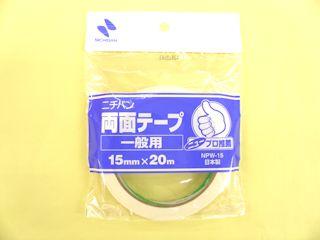 NICHIBAN
ニチバン
両面テープ
一般用
プロ推奨
15mm×20m
NPW-15
日本製